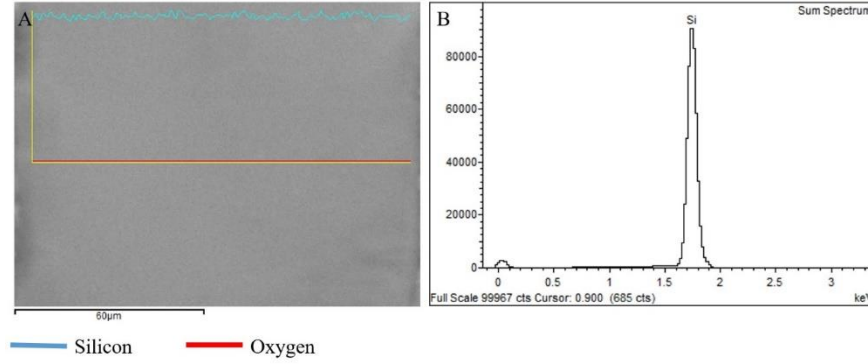 A
60µm
Silicon
Oxygen
B
Sum Spectrum
Si
80000
60000
40000
20000
0
0 0.5 1 1.5 2 2.5 3
Full Scale 99967 cts Cursor: 0.900 (685 cts)
keV